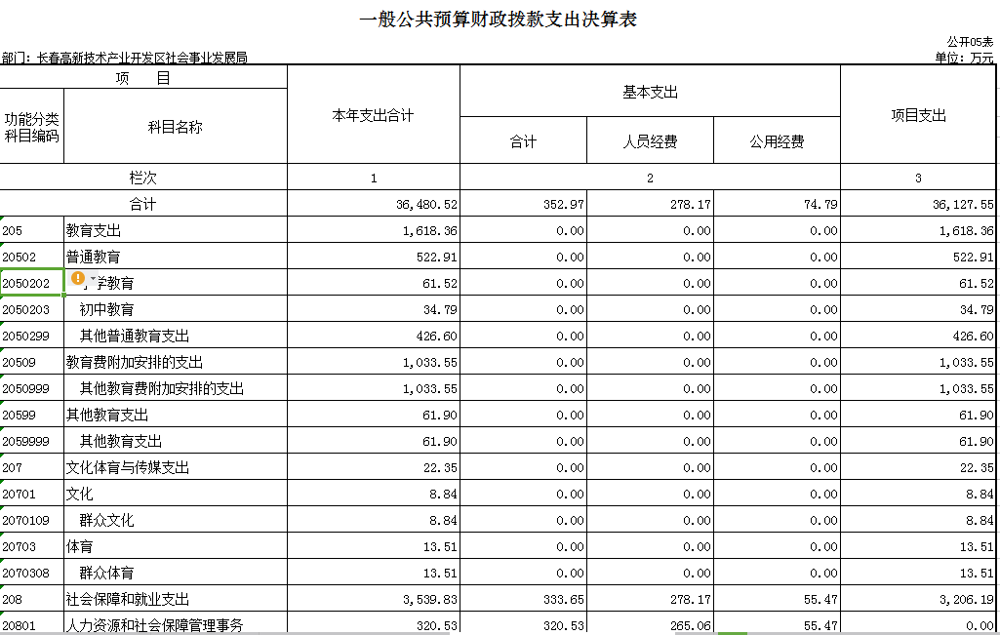 一般公共预算财政拨款支出决算表
公开05表
部门：长春高新技术产业开发区社会事业发展局 单位：万元
项 目 本年支出合计 基本支出 项目支出
功能分类科目编码 科目名称 合计 人员经费 公用经费
栏次 1 2 3
合计 36,480.52 352.97 278.17 74.79 36,127.55
205 教育支出 1,618.36 0.00 0.00 0.00 1,618.36
20502 普通教育 522.91 0.00 0.00 0.00 522.91
2050202 学教育 61.52 0.00 0.00 0.00 61.52
2050203 初中教育 34.79 0.00 0.00 0.00 34.79
2050299 其他普通教育支出 426.60 0.00 0.00 0.00 426.60
20509 教育费附加安排的支出 1,033.55 0.00 0.00 0.00 1,033.55
2050999 其他教育费附加安排的支出 1,033.55 0.00 0.00 0.00 1,033.55
20599 其他教育支出 61.90 0.00 0.00 0.00 61.90
2059999 其他教育支出 61.90 0.00 0.00 0.00 61.90
207 文化体育与传媒支出 22.35 0.00 0.00 0.00 22.35
20701 文化 8.84 0.00 0.00 0.00 8.84
2070109 群众文化 8.84 0.00 0.00 0.00 8.84
20703 体育 13.51 0.00 0.00 0.00 13.51
2070308 群众体育 13.51 0.00 0.00 0.00 13.51
208 社会保障和就业支出 3,539.83 333.65 278.17 55.47 3,206.19
20801 人力资源和社会保障管理事务 320.53 320.53 265.06 55.47 0.00